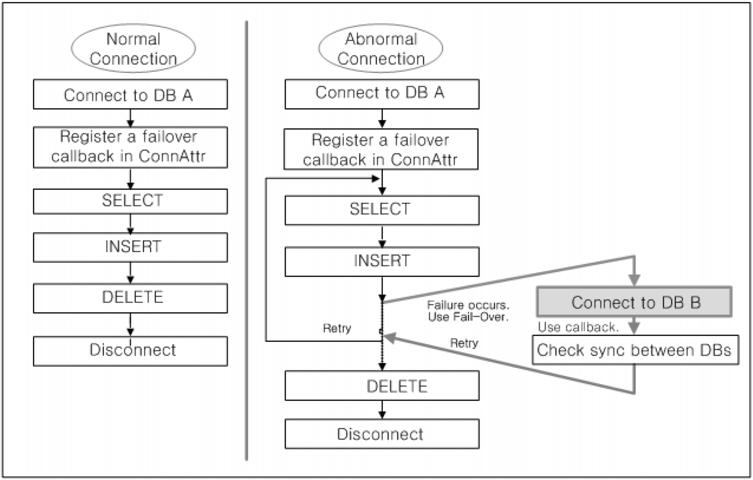 Normal
Connection
Connect to DB A
Register a failover
callback in ConnAttr
SELECT
INSERT
DELETE
Disconnect
Abnormal
Connection
Connect to DB A
Register a failover
callback in ConnAttr
SELECT
INSERT
Failure occurs.
Use Fail-Over.
Connect to DB B
Use callback.
Check sync between DBs
Retry
Retry
DELETE
Disconnect